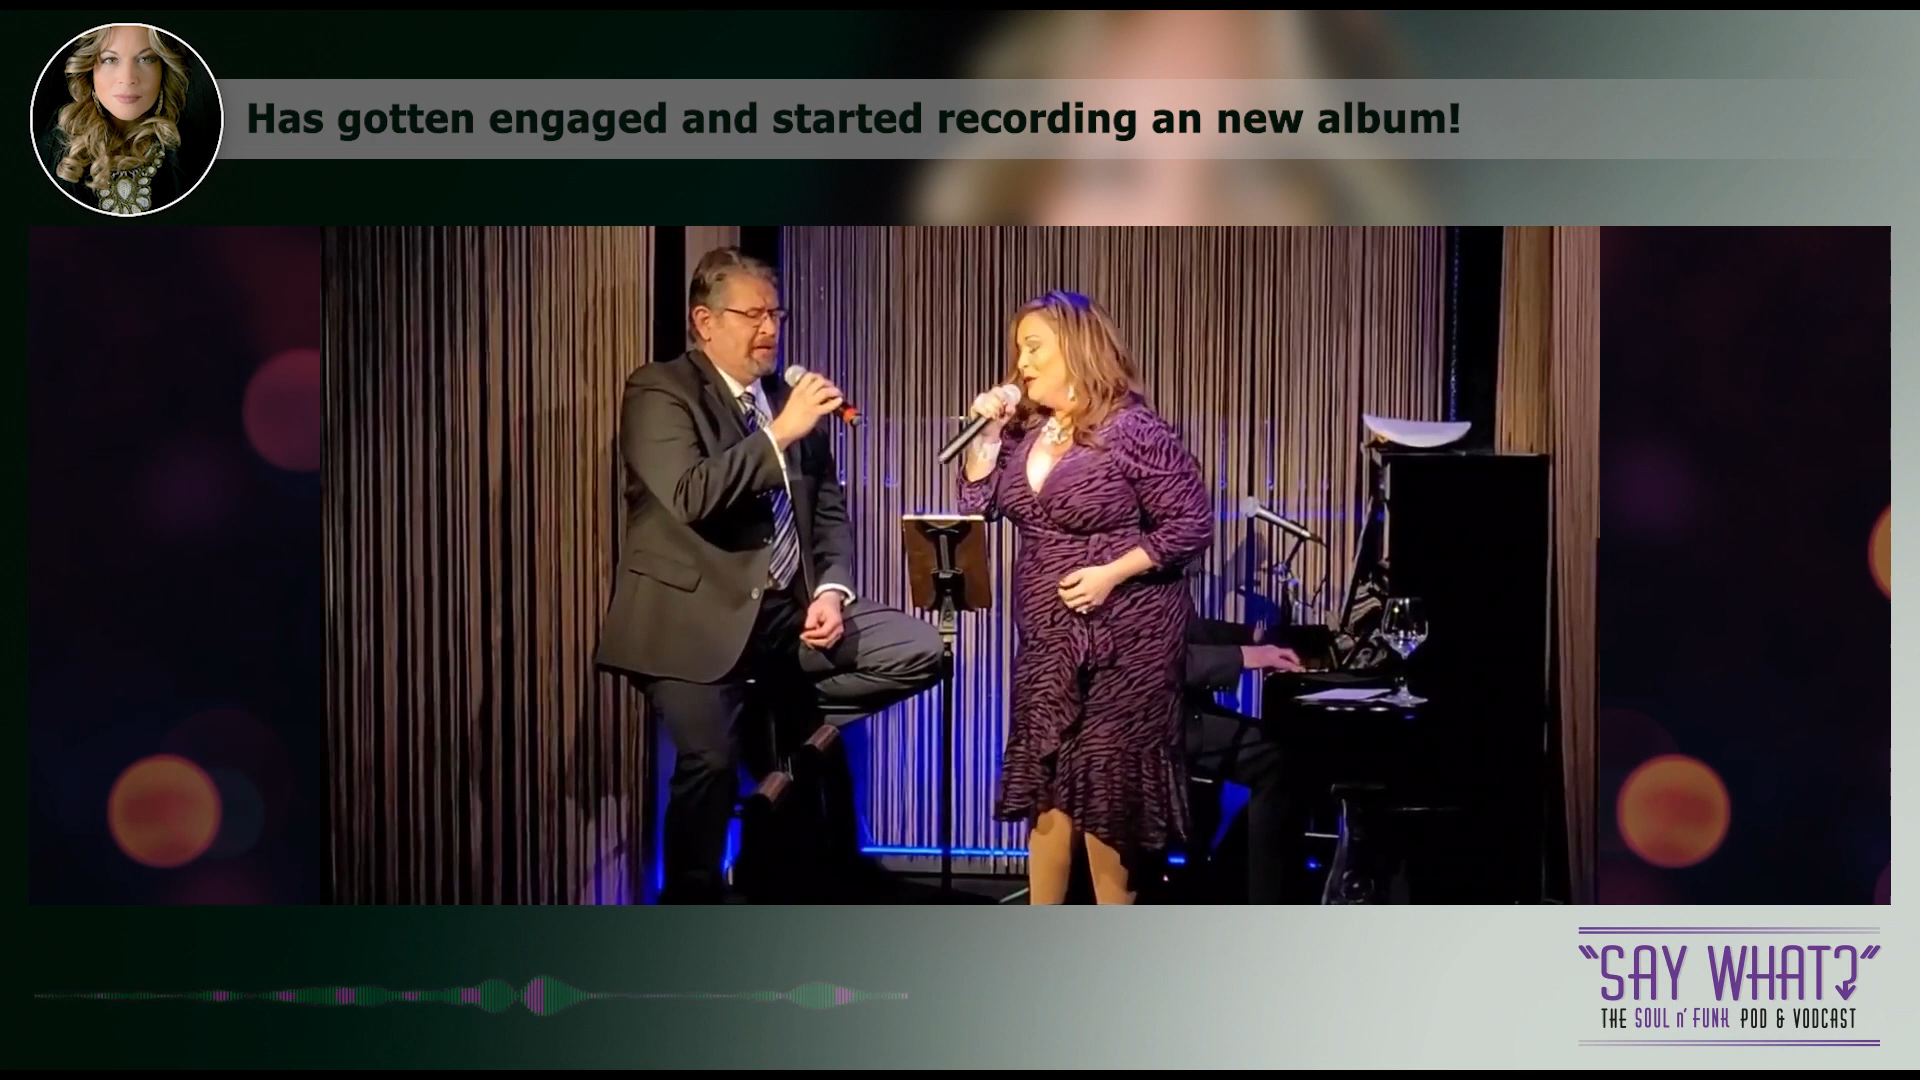 Has gotten engaged and started recording an new album!
"SAY WHAT?"
THE SOUL n' FUNK POD & VODCAST